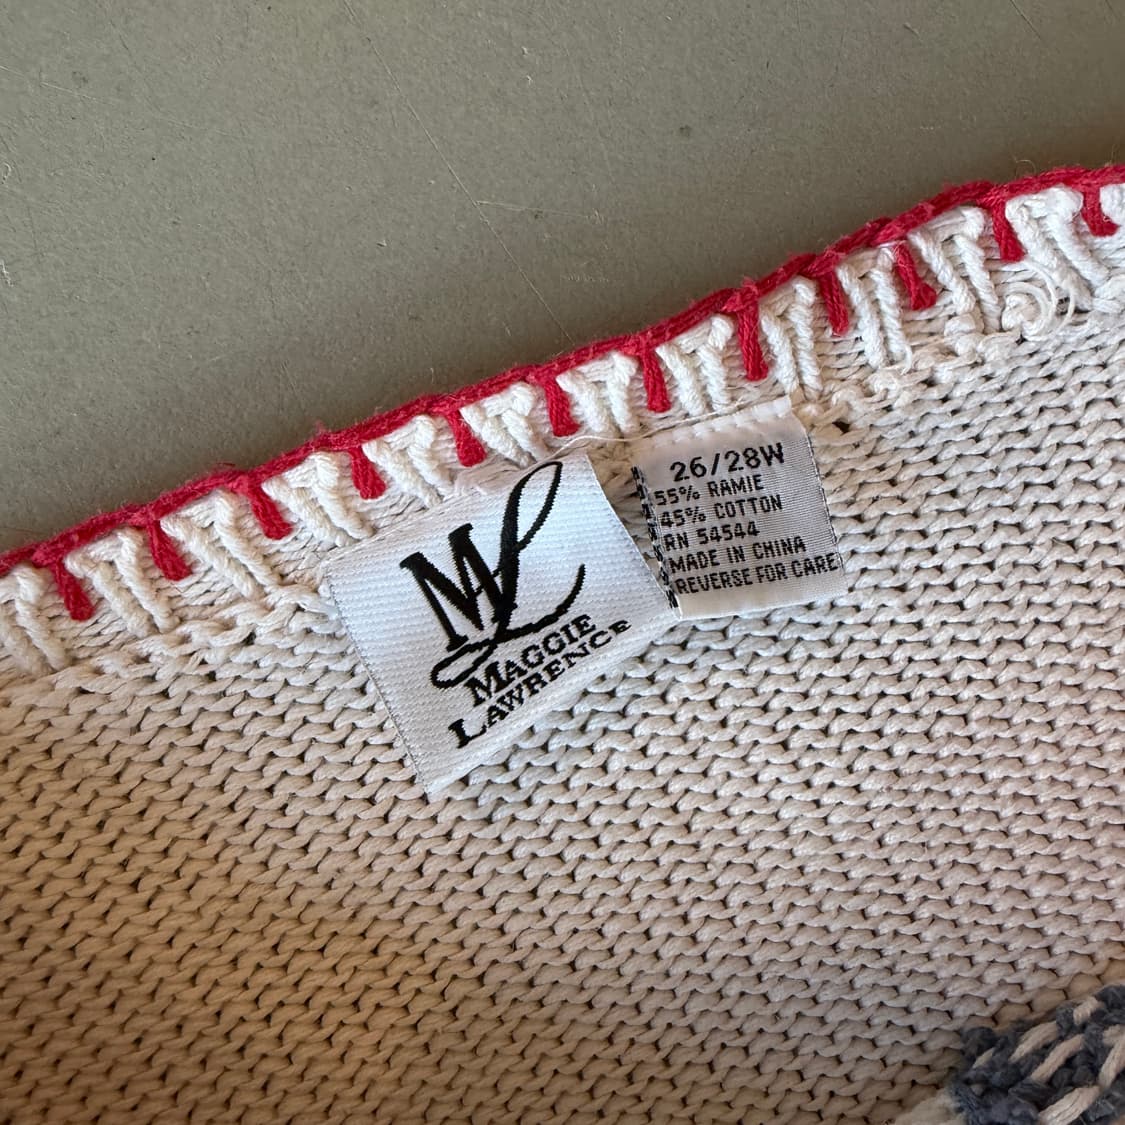 ML
MAGGIE
LAWRENCE
26/28W
55% RAMIE
45% COTTON
RN 54544
MADE IN CHINA
REVERSE FOR CARE